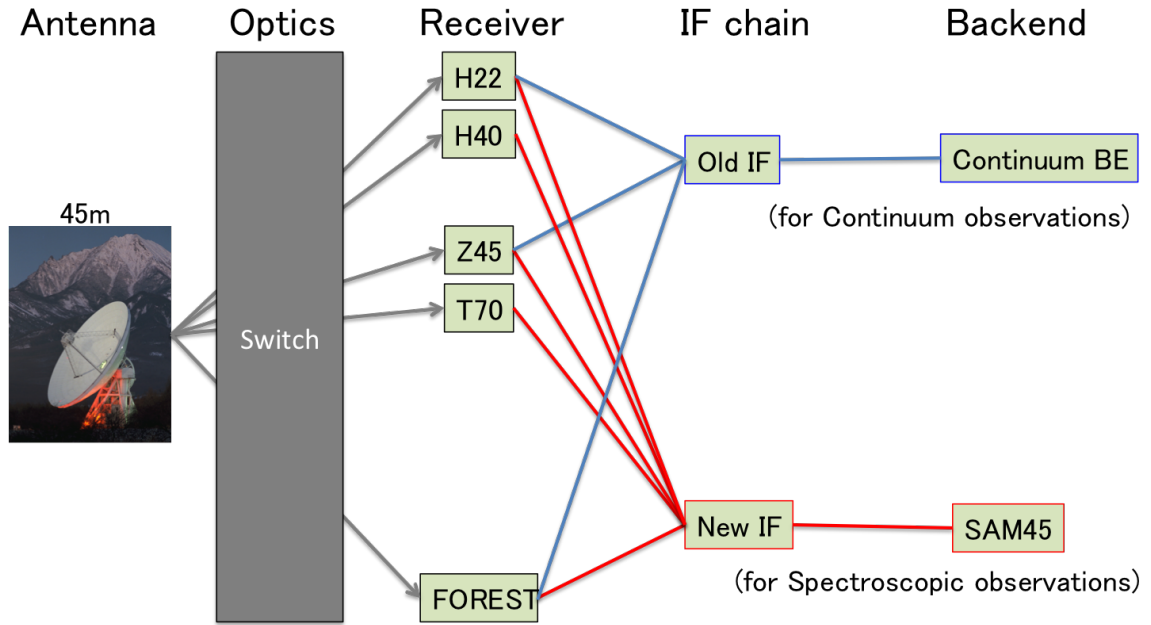 Antenna
Optics
Receiver
IF chain
Backend
H22
H40
Old IF
Continuum BE
45m
(for Continuum observations)
Z45
T70
Switch
New IF
SAM45
(for Spectroscopic observations)
FOREST